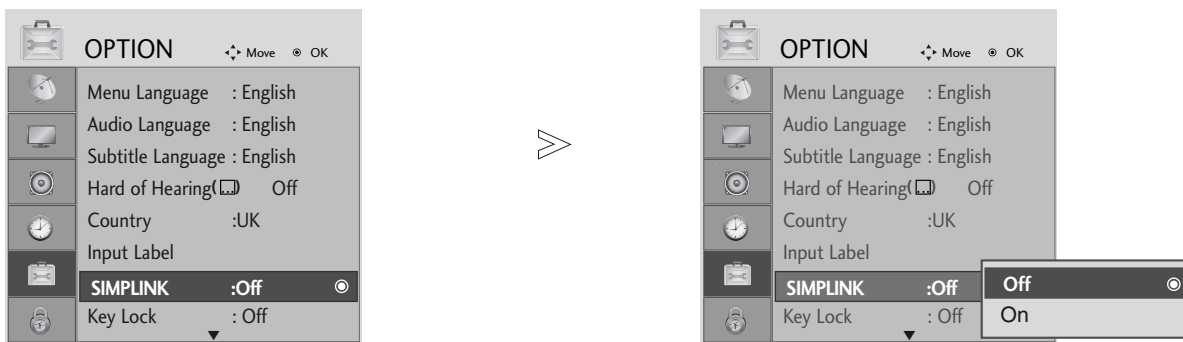 OPTION Move OK
Menu Language : English
Audio Language : English
Subtitle Language : English
Hard of Hearing( ) Off
Country :UK
Input Label
SIMPLINK :Off
Key Lock : Off
OPTION Move OK
Menu Language : English
Audio Language : English
Subtitle Language : English
Hard of Hearing( ) Off
Country :UK
Input Label
SIMPLINK :Off
Key Lock : Off
Off
On